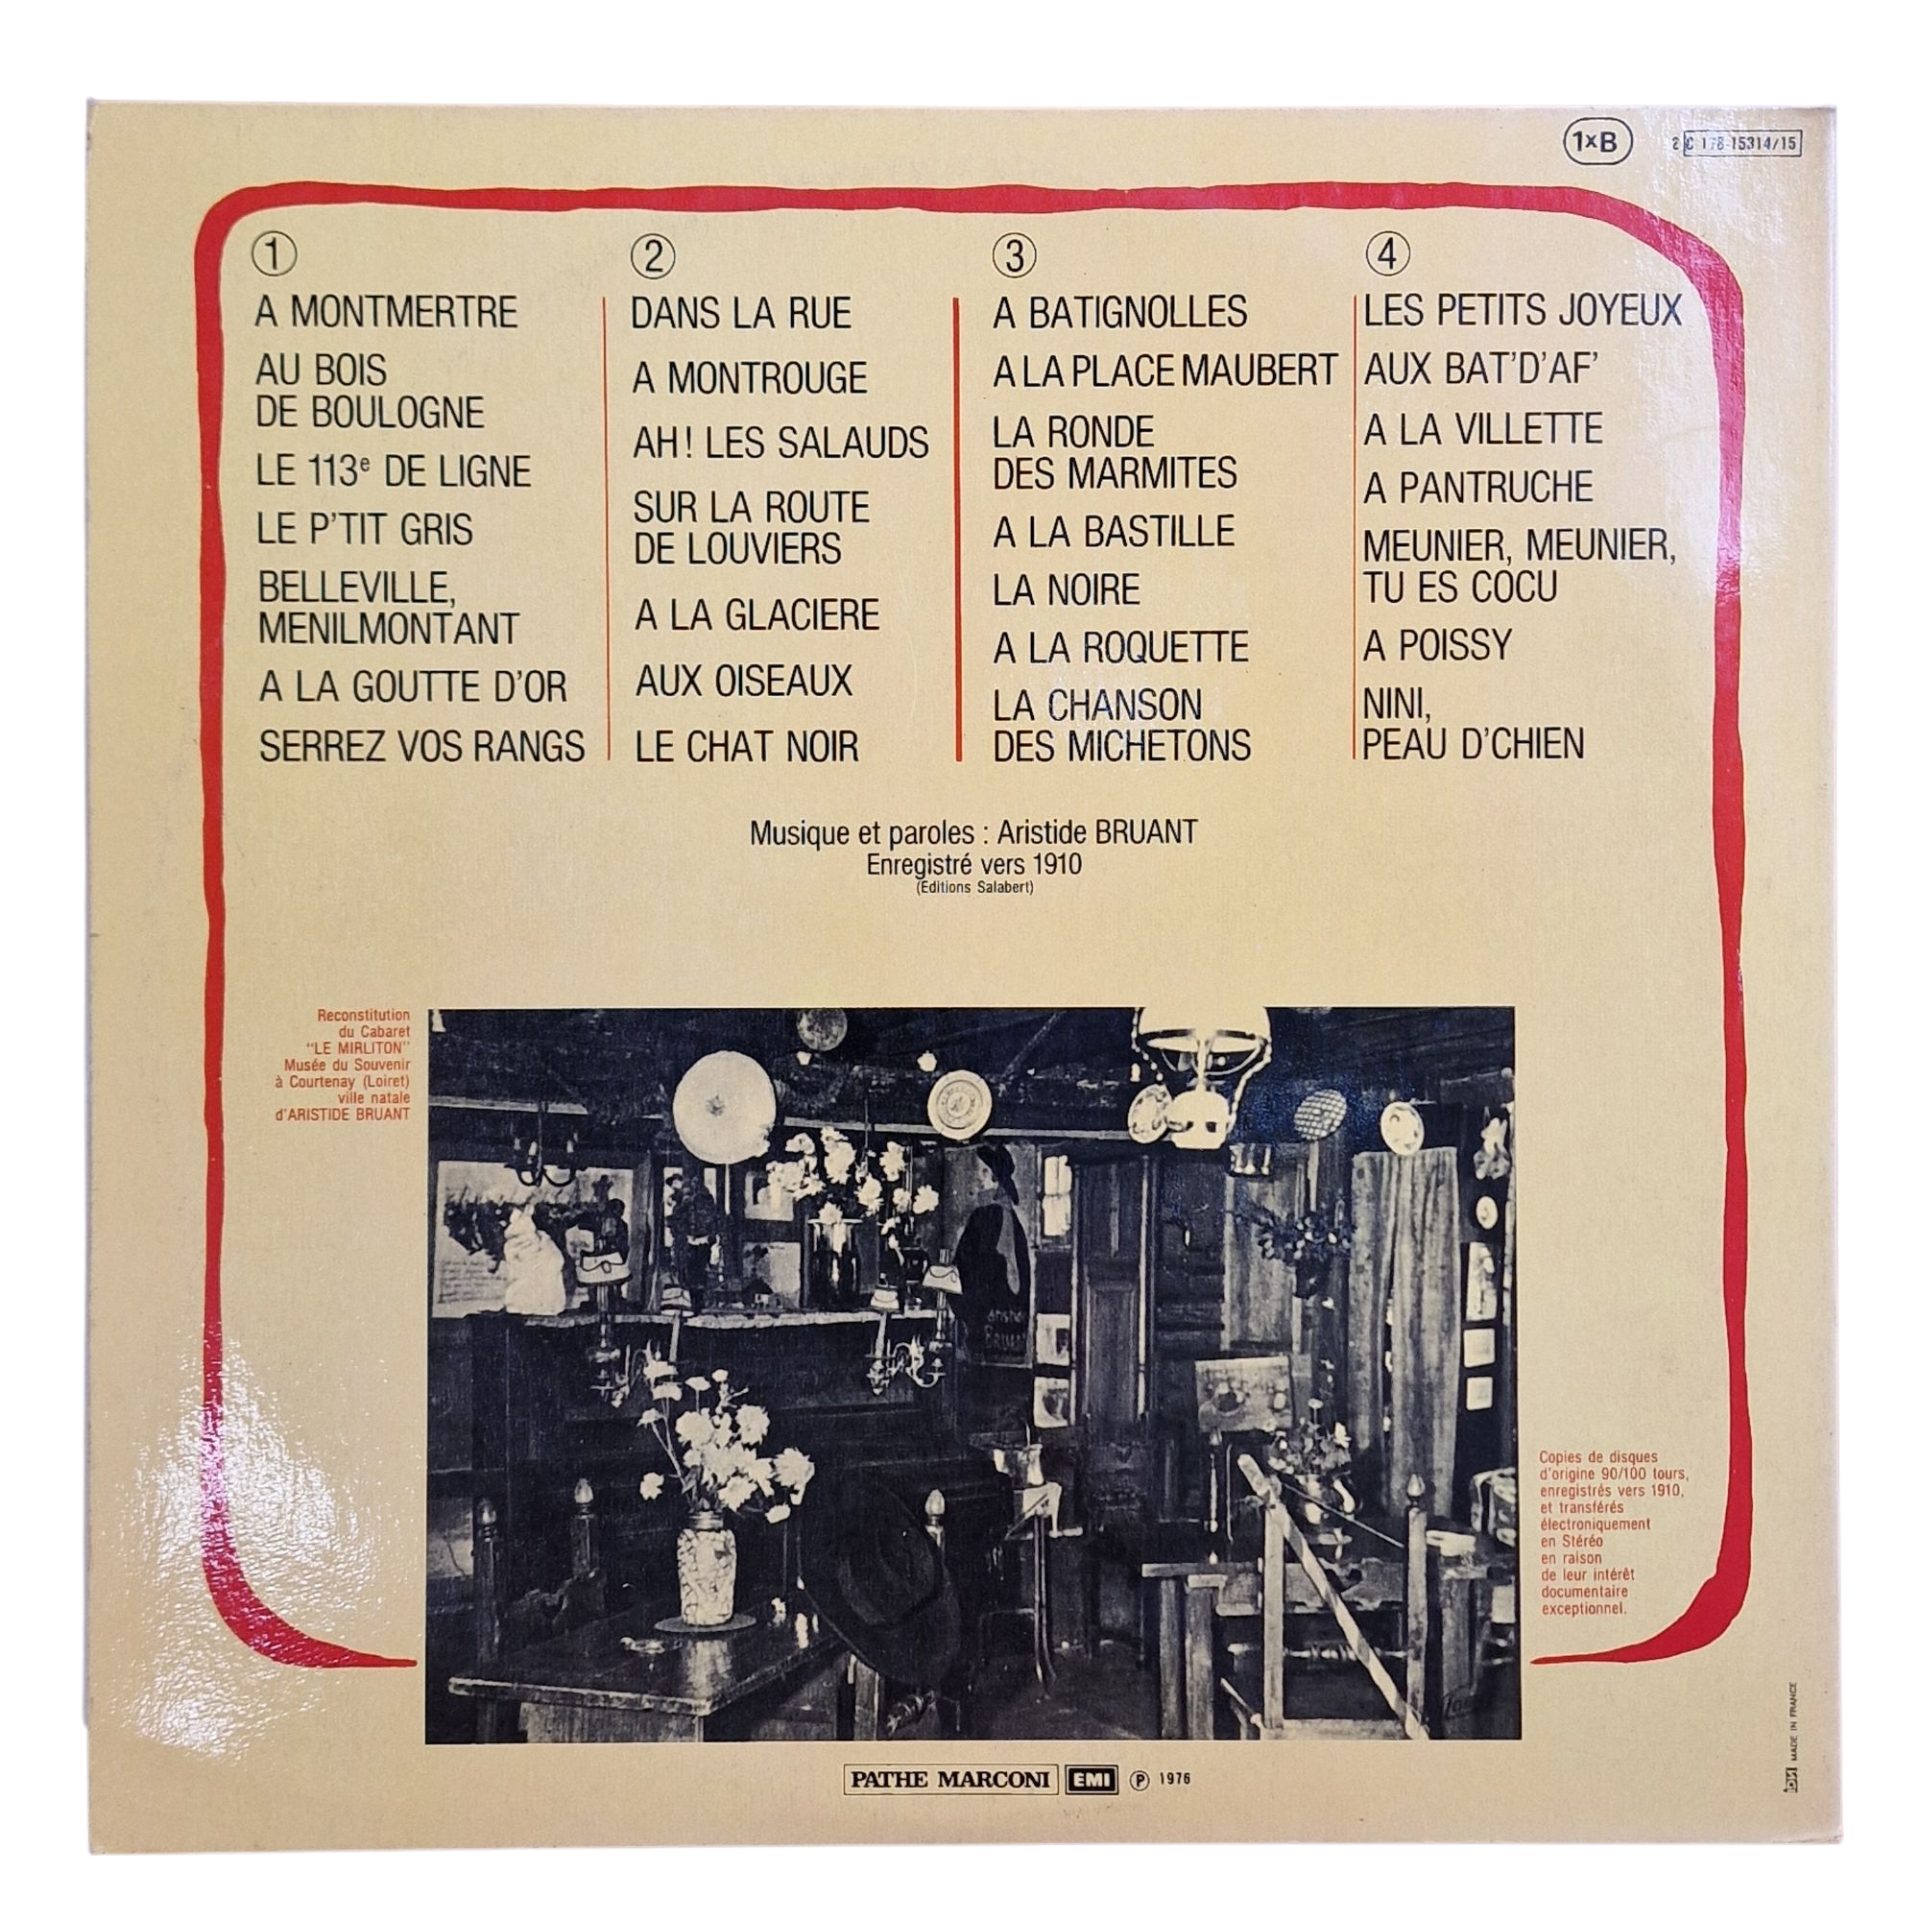 1xB
2 C 178-15314/15
1
A MONTMERTRE
AU BOIS
DE BOULOGNE
LE 113e DE LIGNE
LE P'TIT GRIS
BELLEVILLE,
MENILMONTANT
A LA GOUTTE D'OR
SERREZ VOS RANGS
2
DANS LA RUE
A MONTROUGE
AH! LES SALAUDS
SUR LA ROUTE
DE LOUVIERS
A LA GLACIERE
AUX OISEAUX
LE CHAT NOIR
3
A BATIGNOLLES
A LA PLACE MAUBERT
LA RONDE
DES MARMITES
A LA BASTILLE
LA NOIRE
A LA ROQUETTE
LA CHANSON
DES MICHETONS
4
LES PETITS JOYEUX
AUX BAT'D'AF'
A LA VILLETTE
A PANTRUCHE
MEUNIER, MEUNIER,
TU ES COCU
A POISSY
NINI,
PEAU D'CHIEN
Musique et paroles : Aristide BRUANT
Enregistré vers 1910
(Editions Salabert)
Reconstitution
du Cabaret
"LE MIRLITON"
Musée du Souvenir
à Courtenay (Loiret)
ville natale
d'ARISTIDE BRUANT
Bruant
Copies de disques
d'origine 90/100 tours,
enregistrés vers 1910,
et transférés
électroniquement
en Stéréo
en raison
de leur intérêt
documentaire
exceptionnel.
PATHE MARCONI EMI P 1976
MADE IN FRANCE